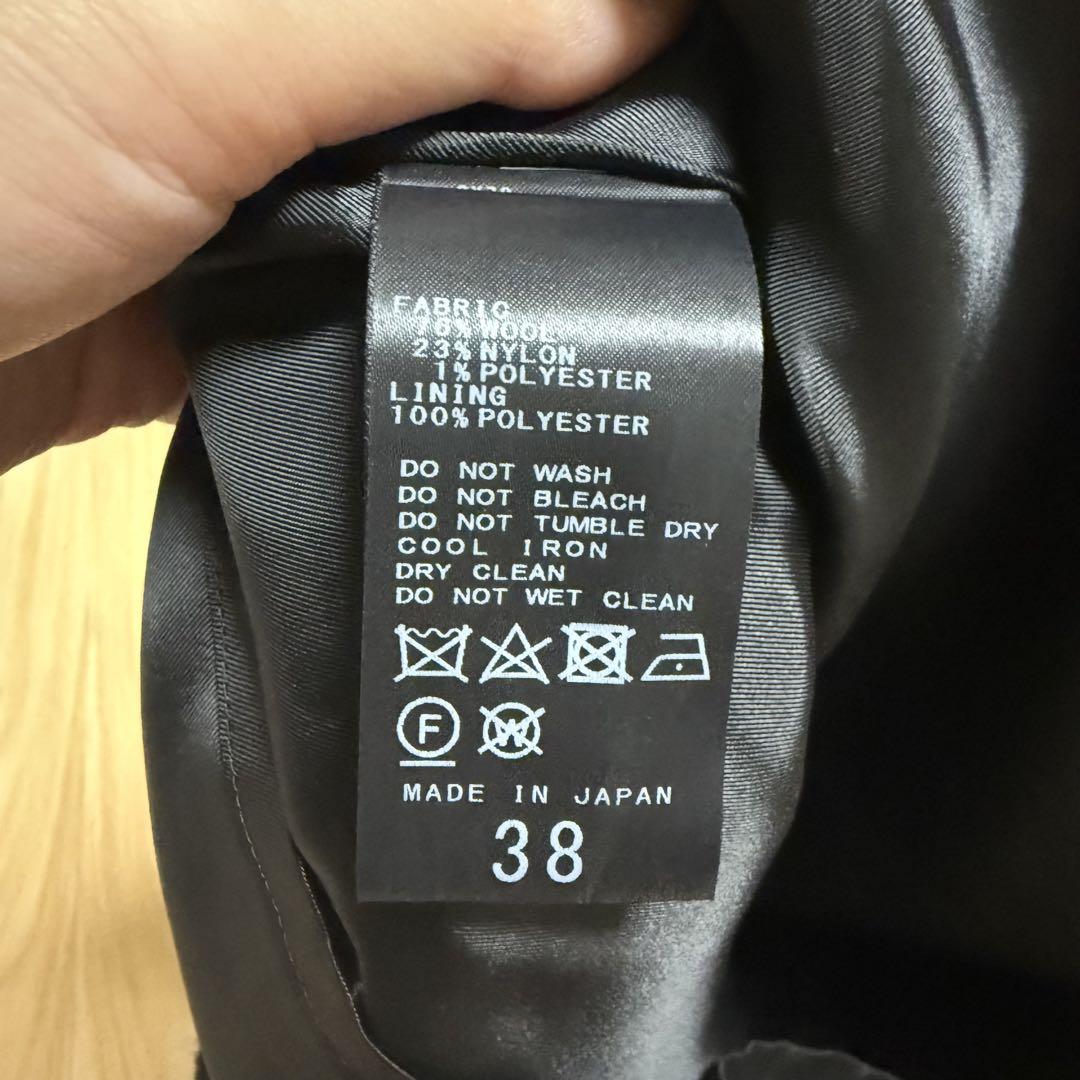 FABRIC
76% WOOL
23% NYLON
1% POLYESTER
LINING
100% POLYESTER
DO NOT WASH
DO NOT BLEACH
DO NOT TUMBLE DRY
COOL IRON
DRY CLEAN
DO NOT WET CLEAN
F W
MADE IN JAPAN
38